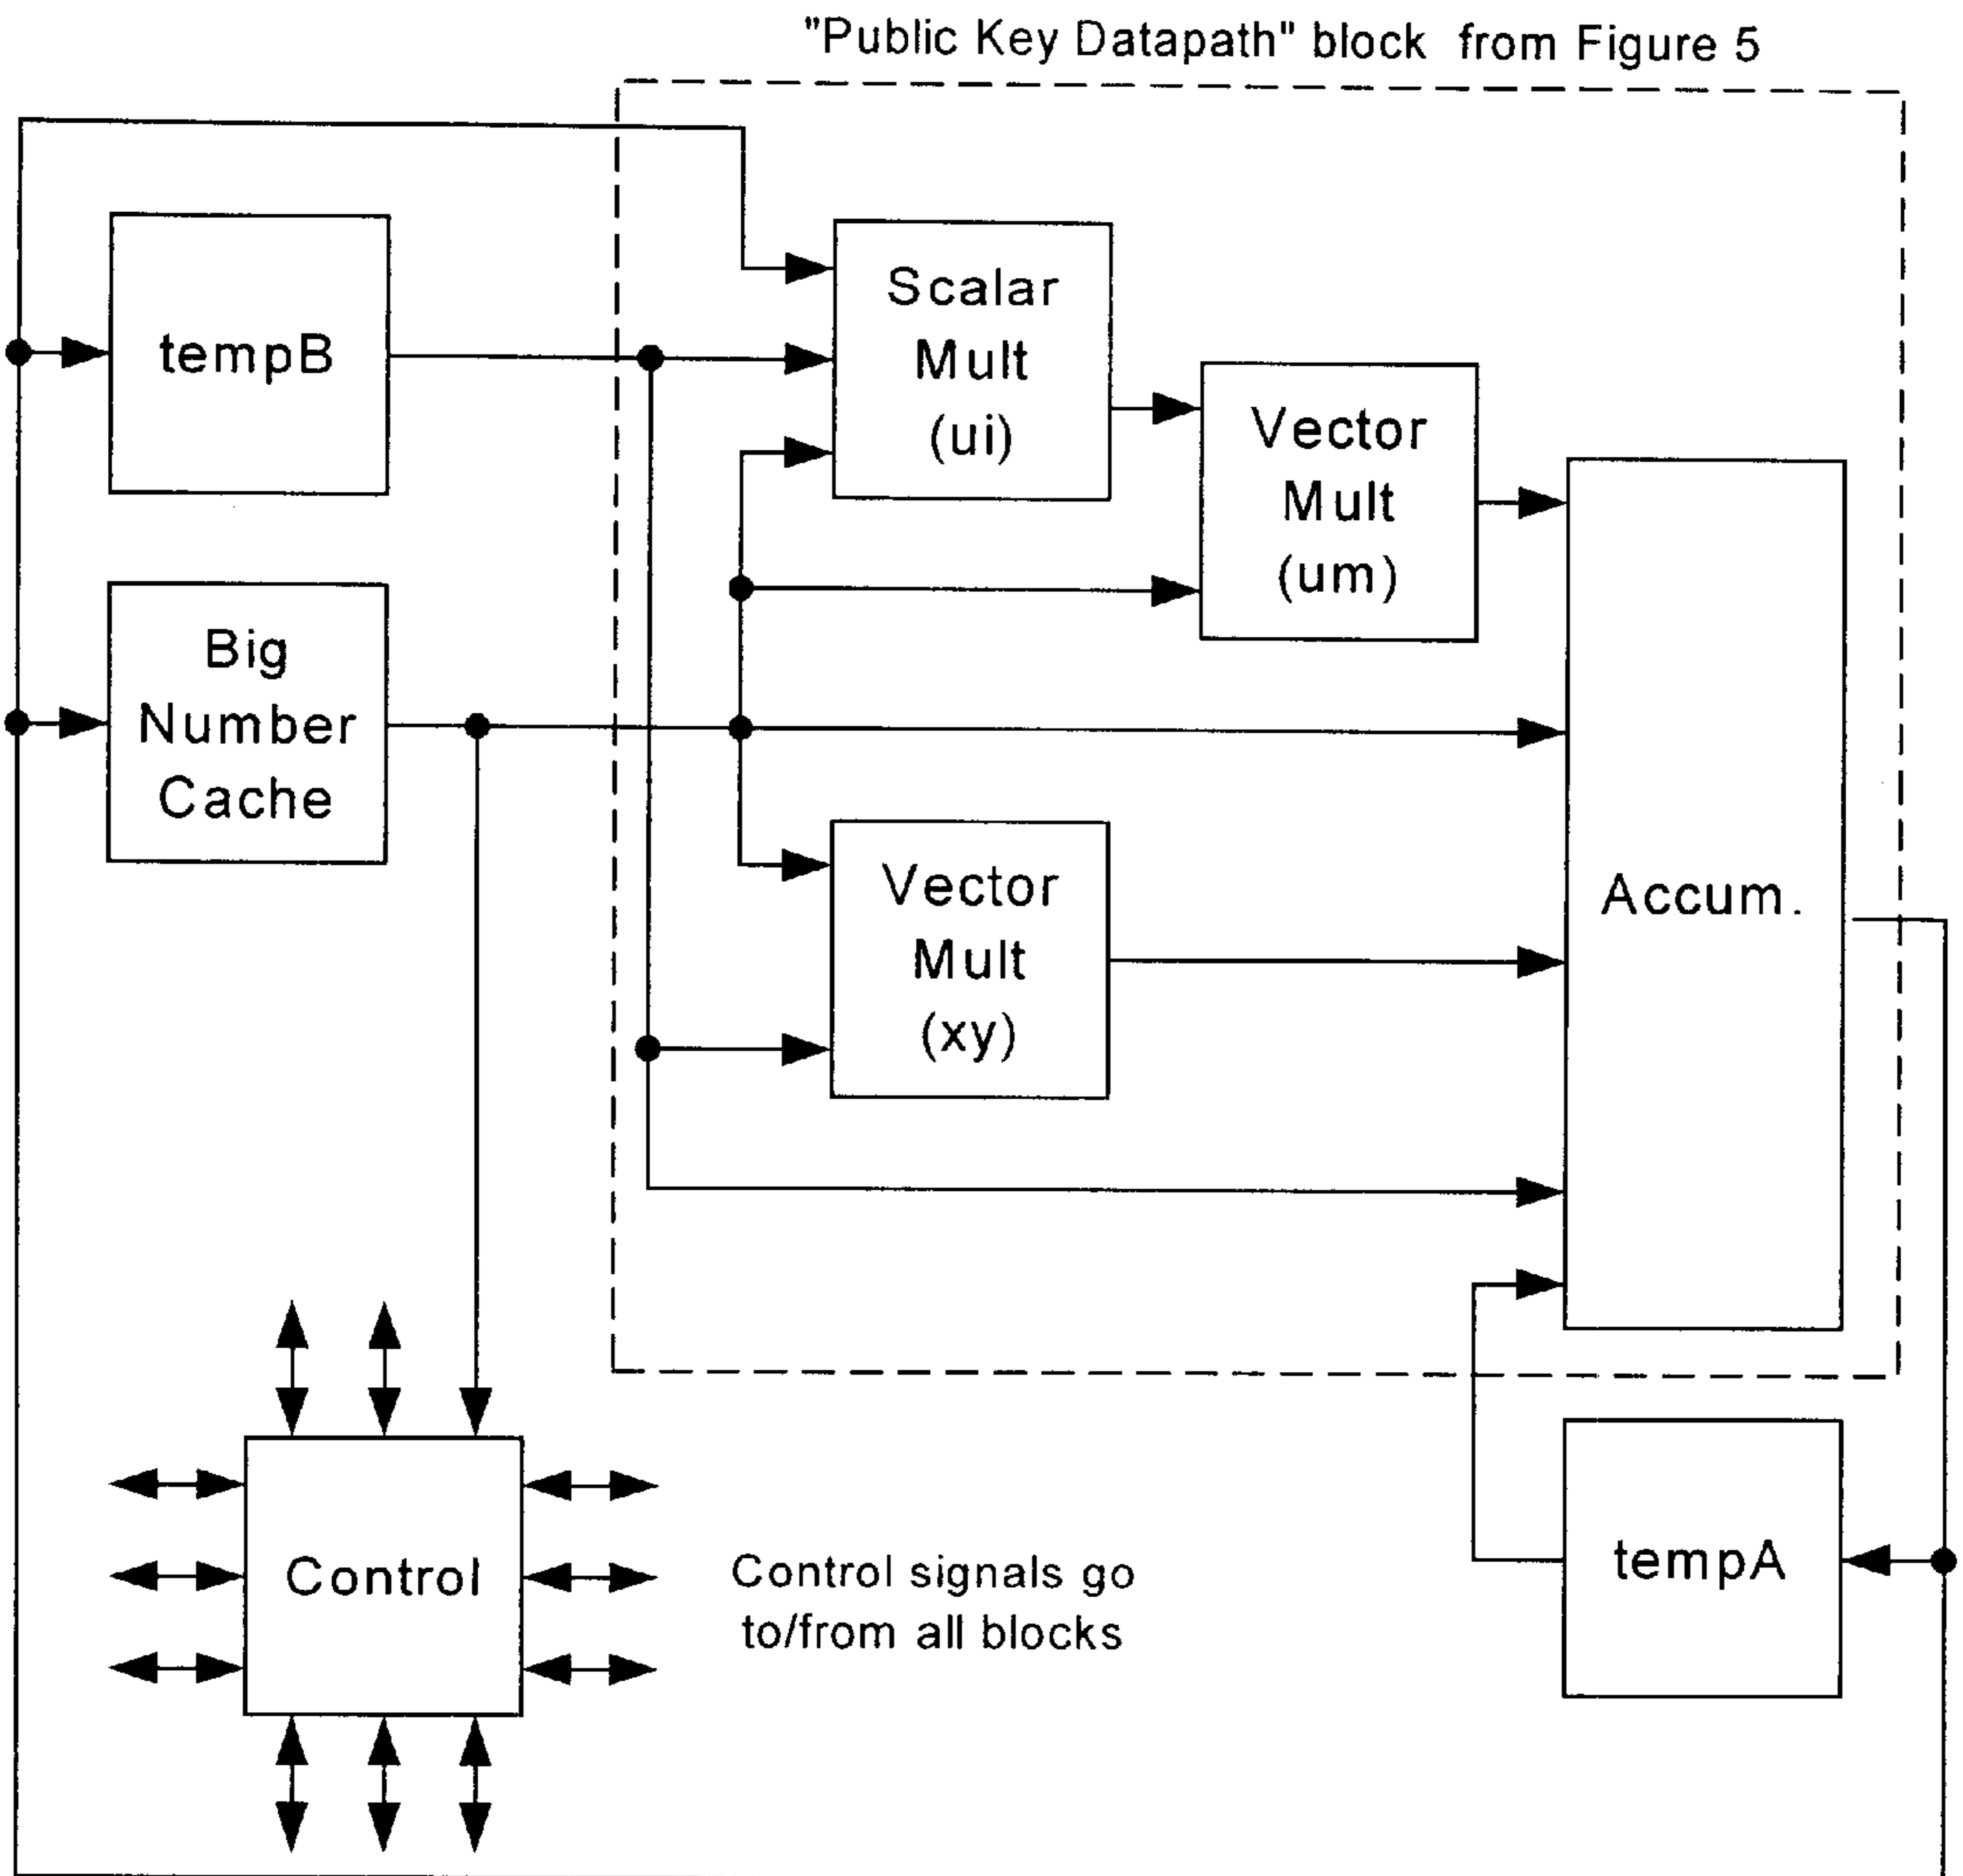 "Public Key Datapath" block from Figure 5
tempB
Scalar
Mult
(ui)
Vector
Mult
(um)
Big
Number
Cache
Vector
Mult
(xy)
Accum.
Control
Control signals go
to/from all blocks
tempA